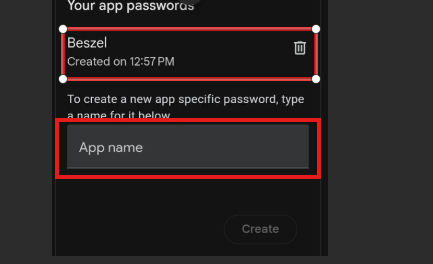 Your app passwords
Beszel
Created on 12:57 PM
To create a new app specific password, type
a name for it below
App name
Create